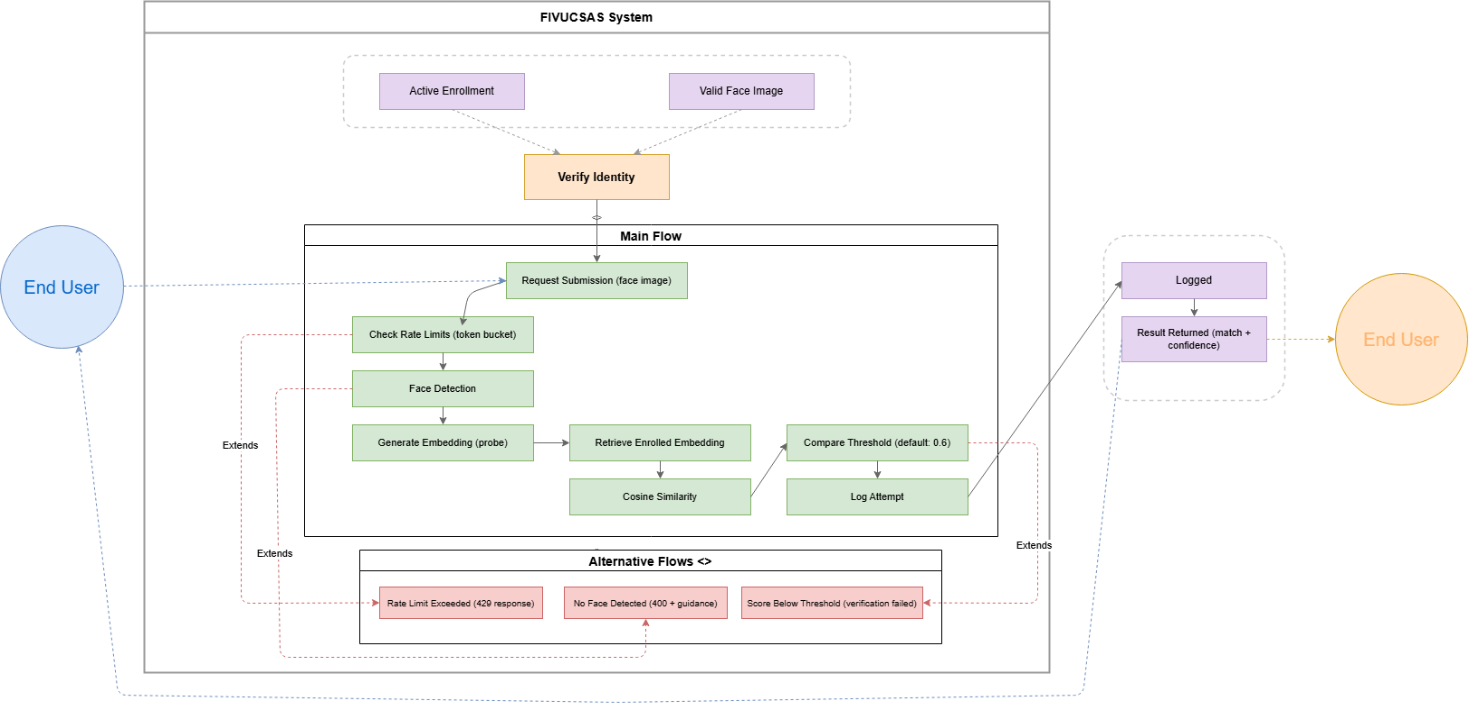 FIVUCSAS System
Active Enrollment
Valid Face Image
Verify Identity
<>
Main Flow
End User
Request Submission (face image)
Check Rate Limits (token bucket)
Face Detection
Generate Embedding (probe)
Retrieve Enrolled Embedding
Compare Threshold (default: 0.6)
Cosine Similarity
Log Attempt
Logged
Result Returned (match +
confidence)
End User
Extends
Extends
Extends
Alternative Flows <>
Rate Limit Exceeded (429 response)
No Face Detected (400 + guidance)
Score Below Threshold (verification failed)